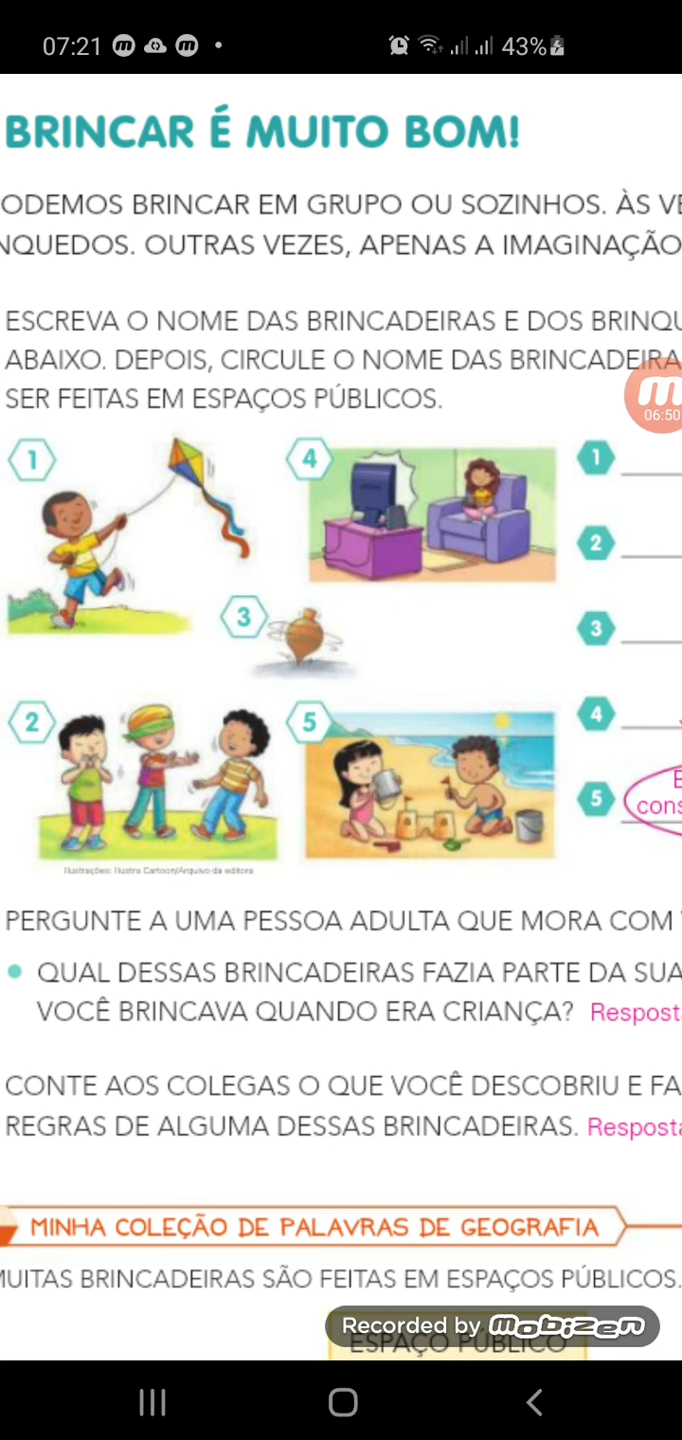 07:21 43%
BRINCAR É MUITO BOM!
ODEMOS BRINCAR EM GRUPO OU SOZINHOS. ÀS VE
NQUEDOS. OUTRAS VEZES, APENAS A IMAGINAÇÃO
ESCREVA O NOME DAS BRINCADEIRAS E DOS BRINQU
ABAIXO. DEPOIS, CIRCULE O NOME DAS BRINCADEIRA
SER FEITAS EM ESPAÇOS PÚBLICOS.
06:50
1
4
1
2
3
3
2
5
4
5
E
cons
Ilustrações: Ilustra Cartoon/Arquivo da editora
PERGUNTE A UMA PESSOA ADULTA QUE MORA COM
QUAL DESSAS BRINCADEIRAS FAZIA PARTE DA SUA
VOCÊ BRINCAVA QUANDO ERA CRIANÇA? Respost
CONTE AOS COLEGAS O QUE VOCÊ DESCOBRIU E FA
REGRAS DE ALGUMA DESSAS BRINCADEIRAS. Resposta
MINHA COLEÇÃO DE PALAVRAS DE GEOGRAFIA
MUITAS BRINCADEIRAS SÃO FEITAS EM ESPAÇOS PÚBLICOS.
Recorded by mobizen
ESPAÇO PÚBLICO